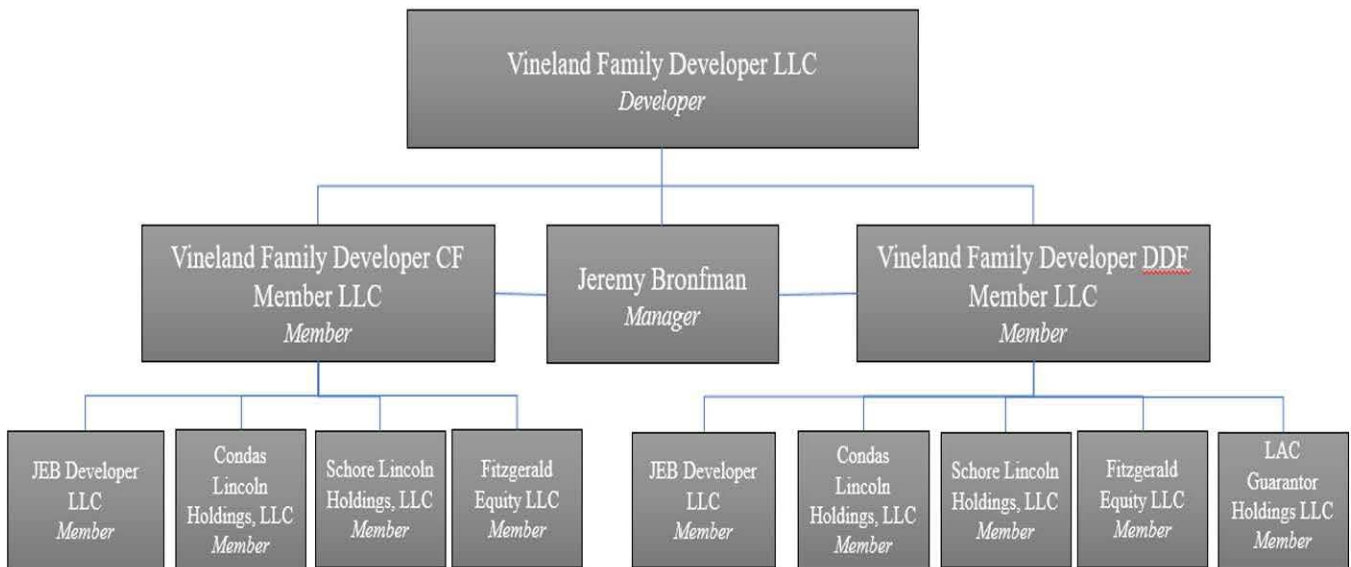 Vineland Family Developer LLC
Developer
Vineland Family Developer CF
Member LLC
Member
Jeremy Bronfman
Manager
Vineland Family Developer DDF
Member LLC
Member
JEB Developer
LLC
Member
Condas
Lincoln
Holdings, LLC
Member
Schore Lincoln
Holdings, LLC
Member
Fitzgerald
Equity LLC
Member
JEB Developer
LLC
Member
Condas
Lincoln
Holdings, LLC
Member
Schore Lincoln
Holdings, LLC
Member
Fitzgerald
Equity LLC
Member
LAC
Guarantor
Holdings LLC
Member